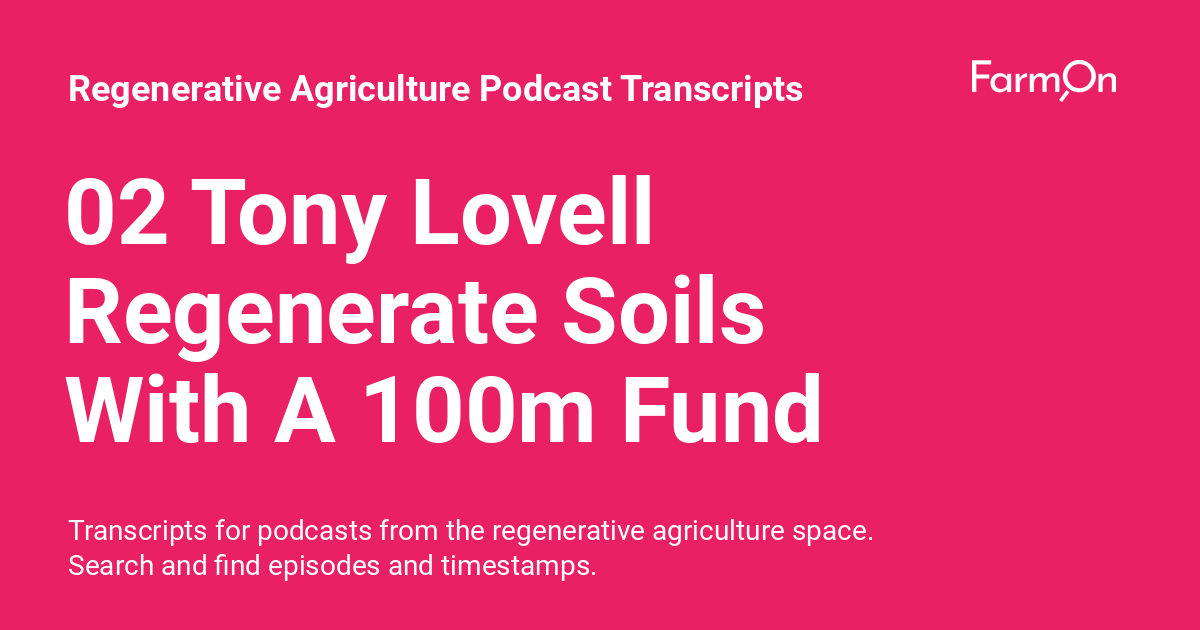 Regenerative Agriculture Podcast Transcripts
FarmOn
02 Tony Lovell
Regenerate Soils
With A 100m Fund
Transcripts for podcasts from the regenerative agriculture space.
Search and find episodes and timestamps.